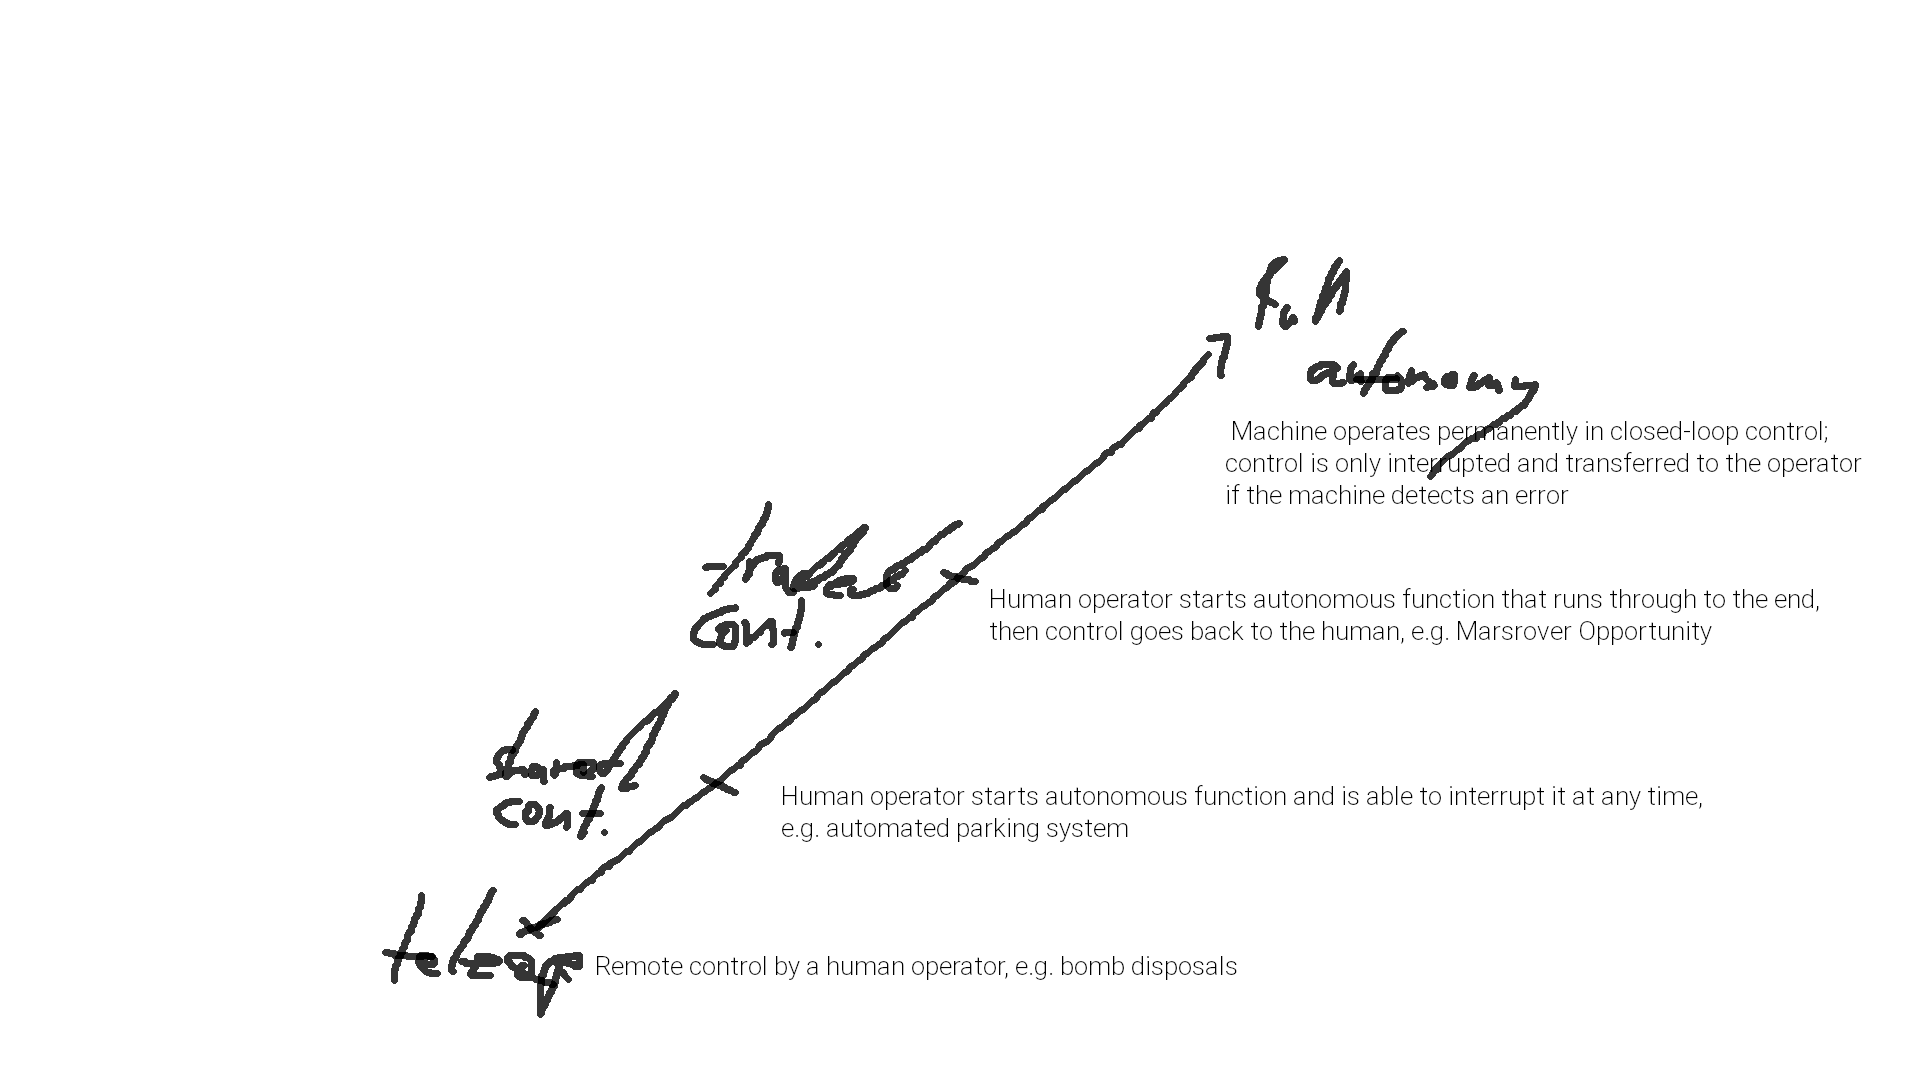 full
autonomy
Machine operates permanently in closed-loop control;
control is only interrupted and transferred to the operator
if the machine detects an error
traded
cont.
Human operator starts autonomous function that runs through to the end,
then control goes back to the human, e.g. Marsrover Opportunity
shared
cont.
Human operator starts autonomous function and is able to interrupt it at any time,
e.g. automated parking system
teleop
Remote control by a human operator, e.g. bomb disposals